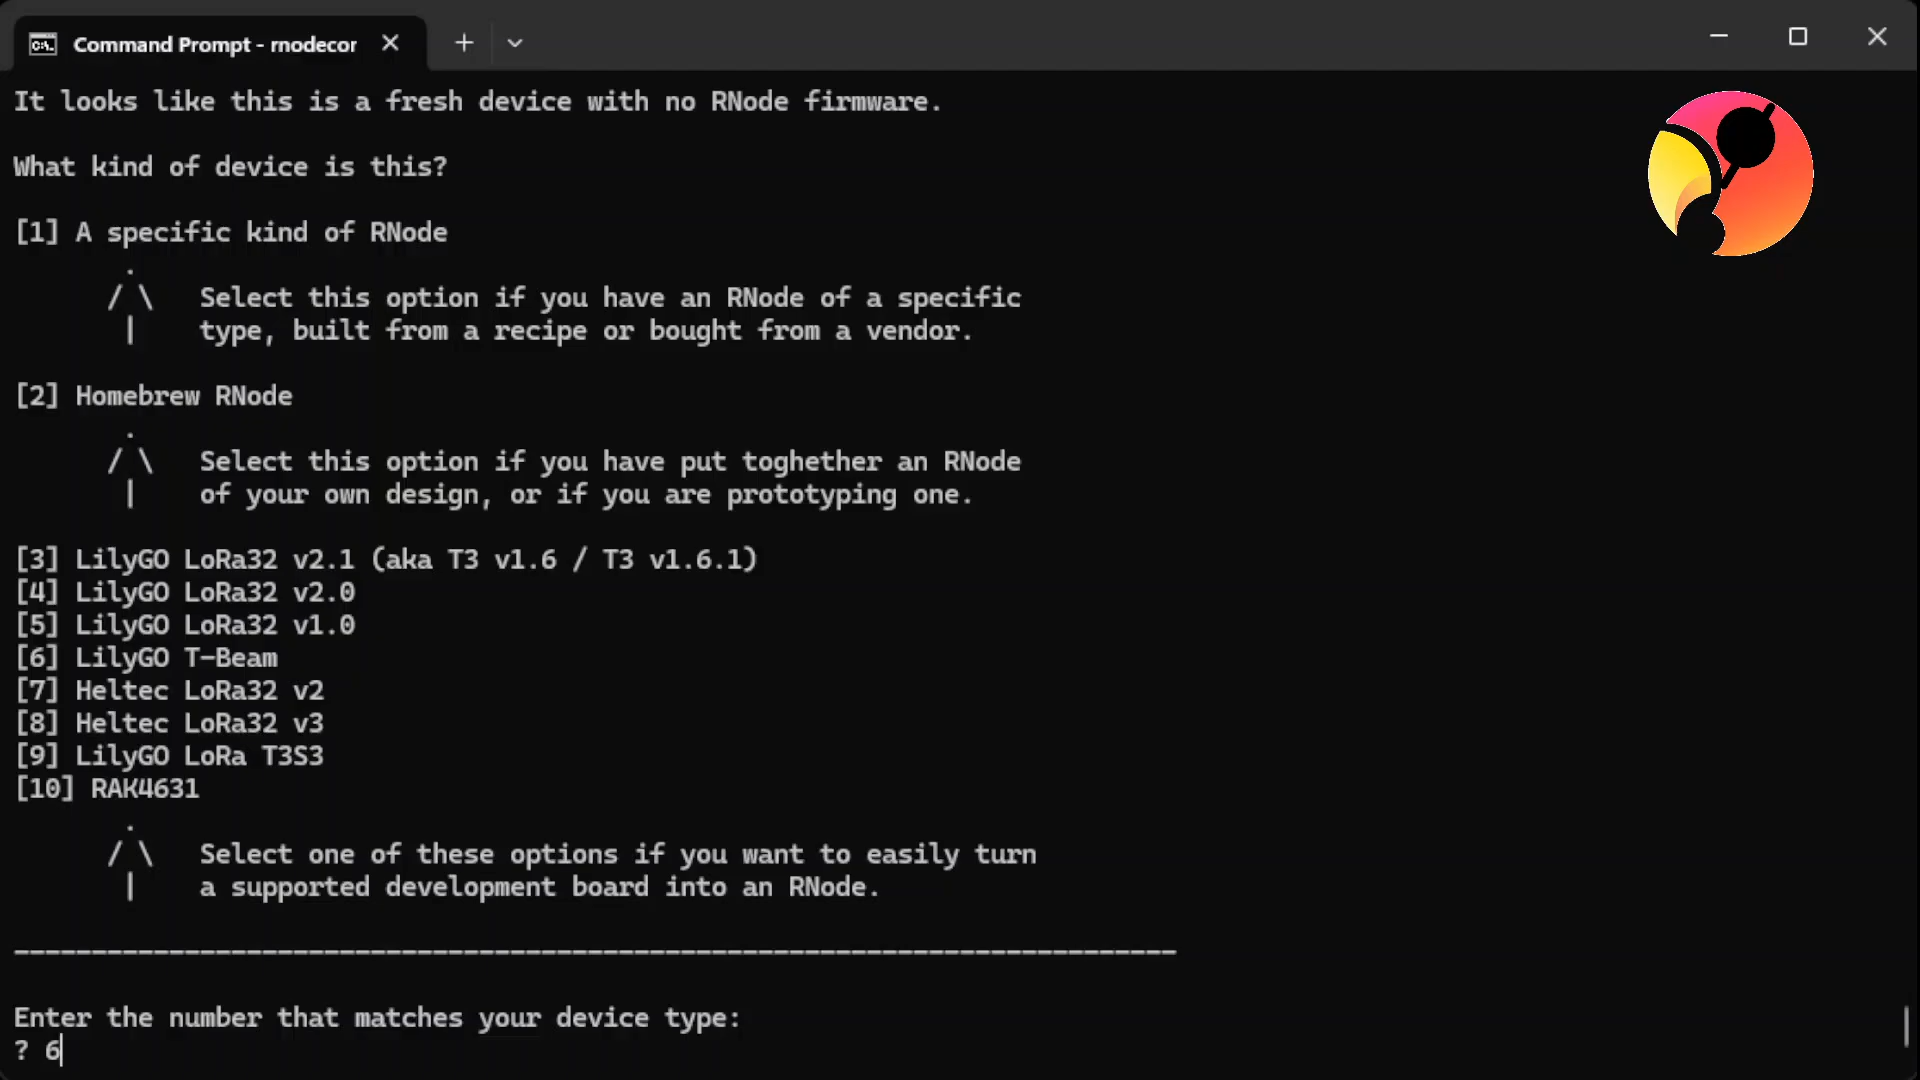 Command Prompt - rnodecor
It looks like this is a fresh device with no RNode firmware.
What kind of device is this?
[1] A specific kind of RNode
Select this option if you have an RNode of a specific
type, built from a recipe or bought from a vendor.
[2] Homebrew RNode
Select this option if you have put toghether an RNode
of your own design, or if you are prototyping one.
[3] LilyGO LoRa32 v2.1 (aka T3 v1.6 / T3 v1.6.1)
[4] LilyGO LoRa32 v2.0
[5] LilyGO LoRa32 v1.0
[6] LilyGO T-Beam
[7] Heltec LoRa32 v2
[8] Heltec LoRa32 v3
[9] LilyGO LoRa T3S3
[10] RAK4631
Select one of these options if you want to easily turn
a supported development board into an RNode.
Enter the number that matches your device type:
? 6